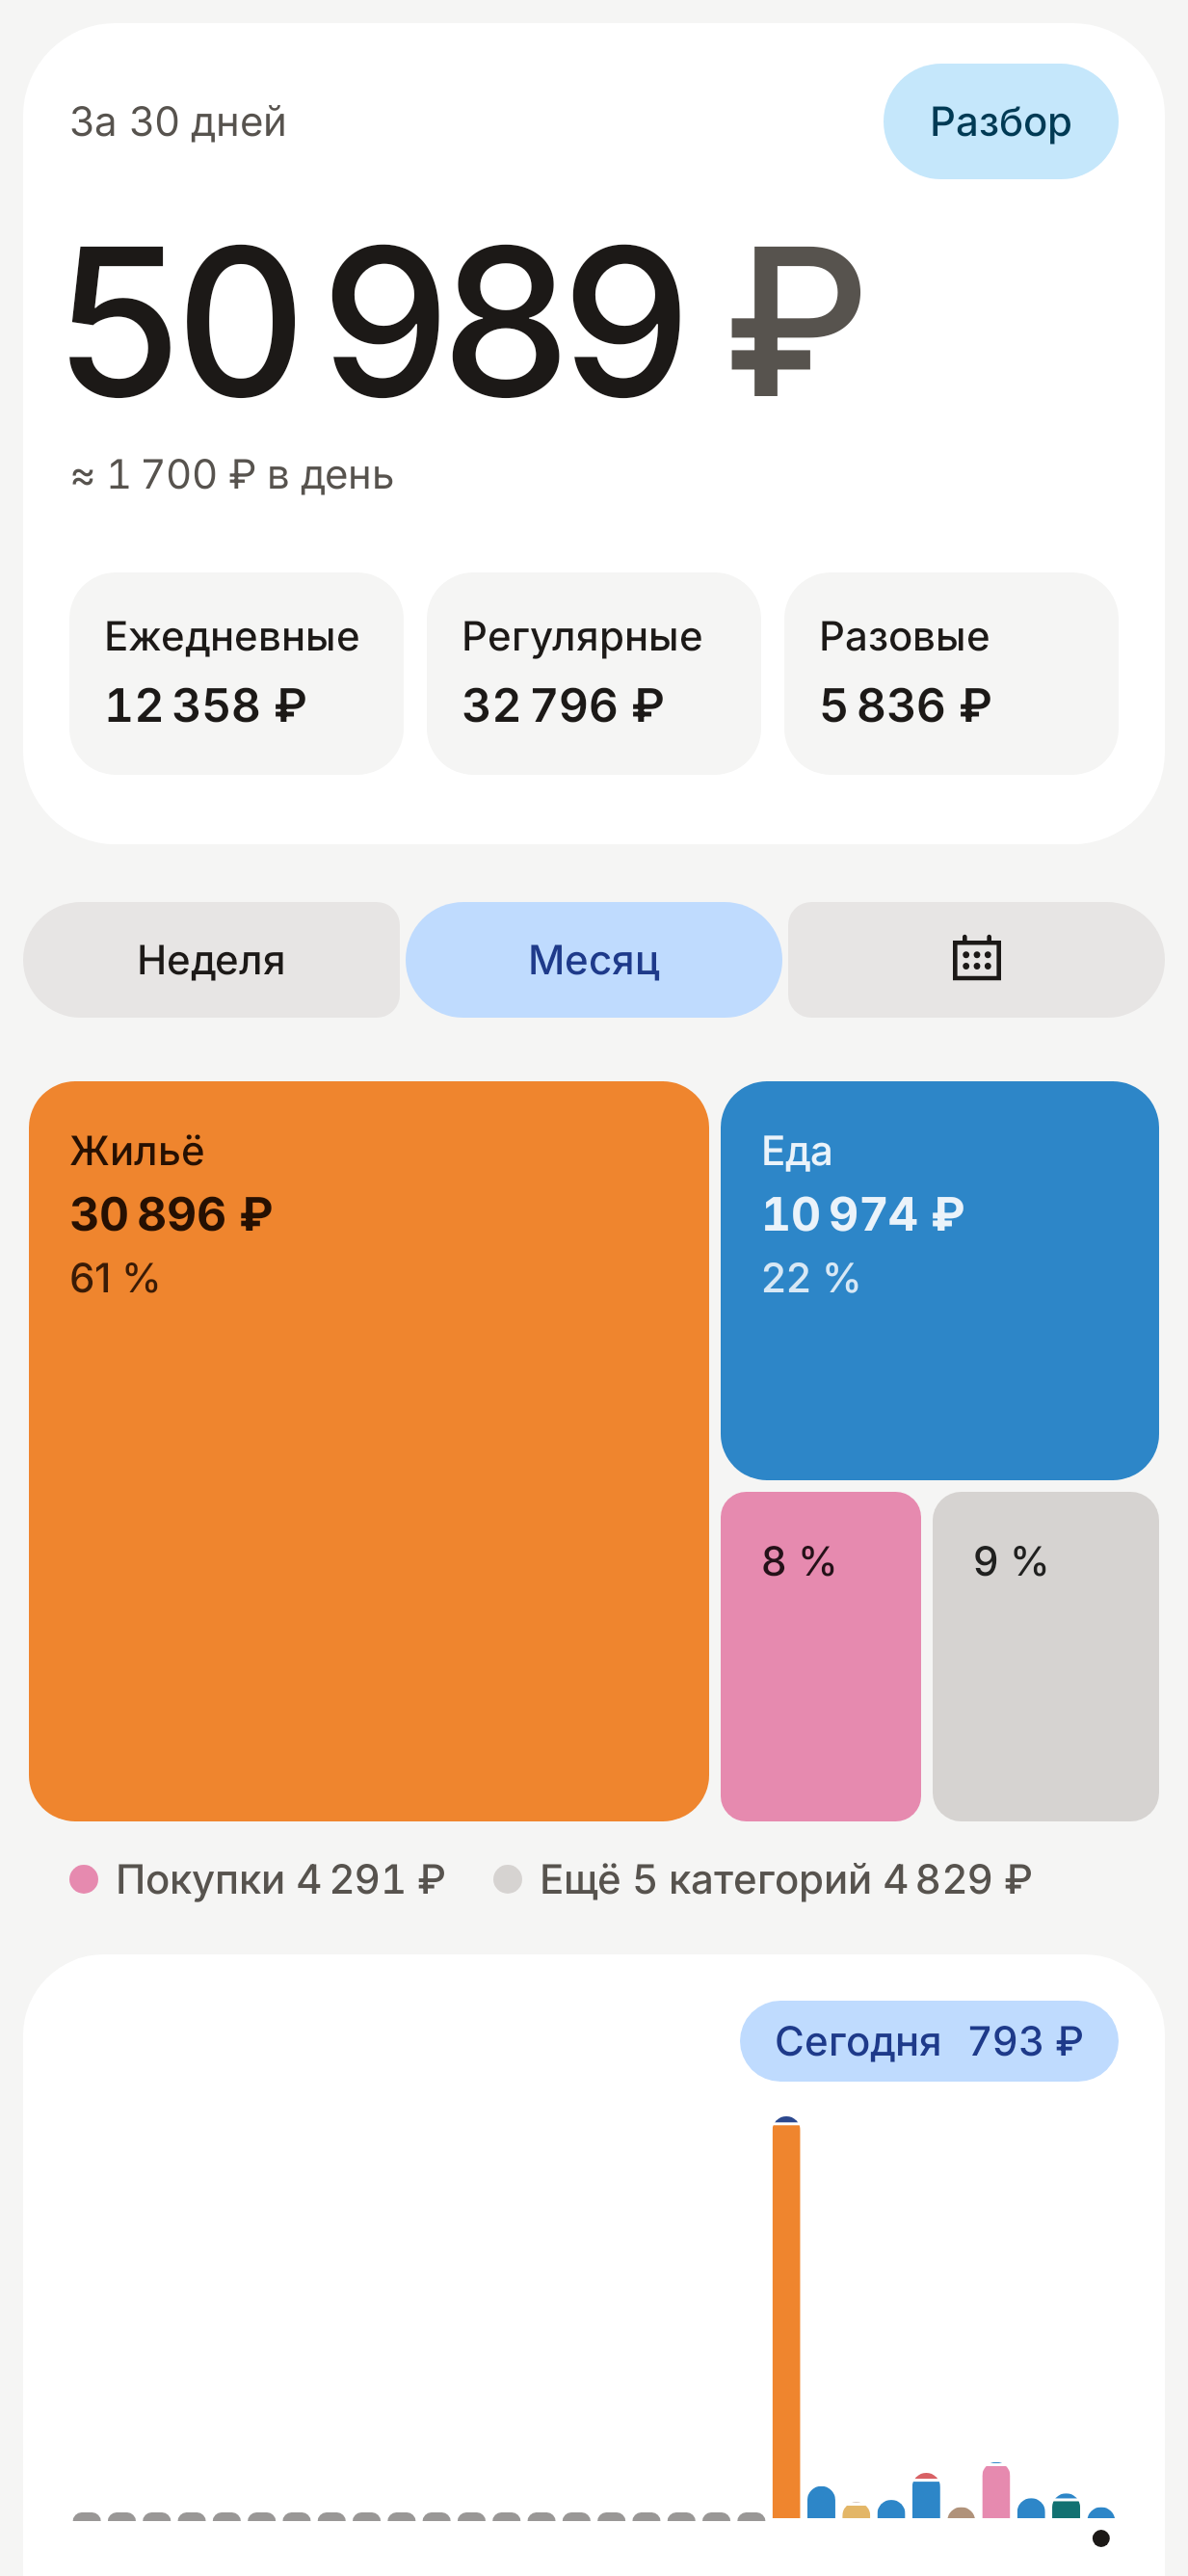 За 30 дней
Разбор
50 989 ₽
≈ 1 700 ₽ в день
Ежедневные
12 358 ₽
Регулярные
32 796 ₽
Разовые
5 836 ₽
Неделя
Месяц
Жильё
30 896 ₽
61 %
Еда
10 974 ₽
22 %
8 %
9 %
Покупки 4 291 ₽
Ещё 5 категорий 4 829 ₽
Сегодня 793 ₽